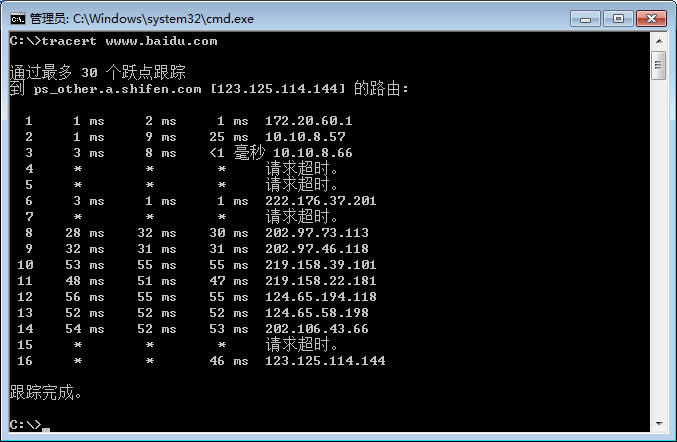 管理员: C:\Windows\system32\cmd.exe
C:\>tracert wwww.baidu.com
通过最多 30 个跃点跟踪
到 ps_other.a.shifen.com [123.125.114.144] 的路由:
1 1 ms 2 ms 1 ms 172.20.60.1
2 1 ms 9 ms 25 ms 10.10.8.57
3 3 ms 8 ms <1 毫秒 10.10.8.66
4 * * * 请求超时。
5 * * * 请求超时。
6 3 ms 1 ms 1 ms 222.176.37.201
7 * * * 请求超时。
8 28 ms 32 ms 30 ms 202.97.73.113
9 32 ms 31 ms 31 ms 202.97.46.118
10 53 ms 55 ms 55 ms 219.158.39.101
11 48 ms 51 ms 47 ms 219.158.22.181
12 56 ms 55 ms 55 ms 124.65.194.118
13 52 ms 52 ms 52 ms 124.65.58.198
14 54 ms 52 ms 53 ms 202.106.43.66
15 * * * 请求超时。
16 * * 46 ms 123.125.114.144
跟踪完成。
C:\>_